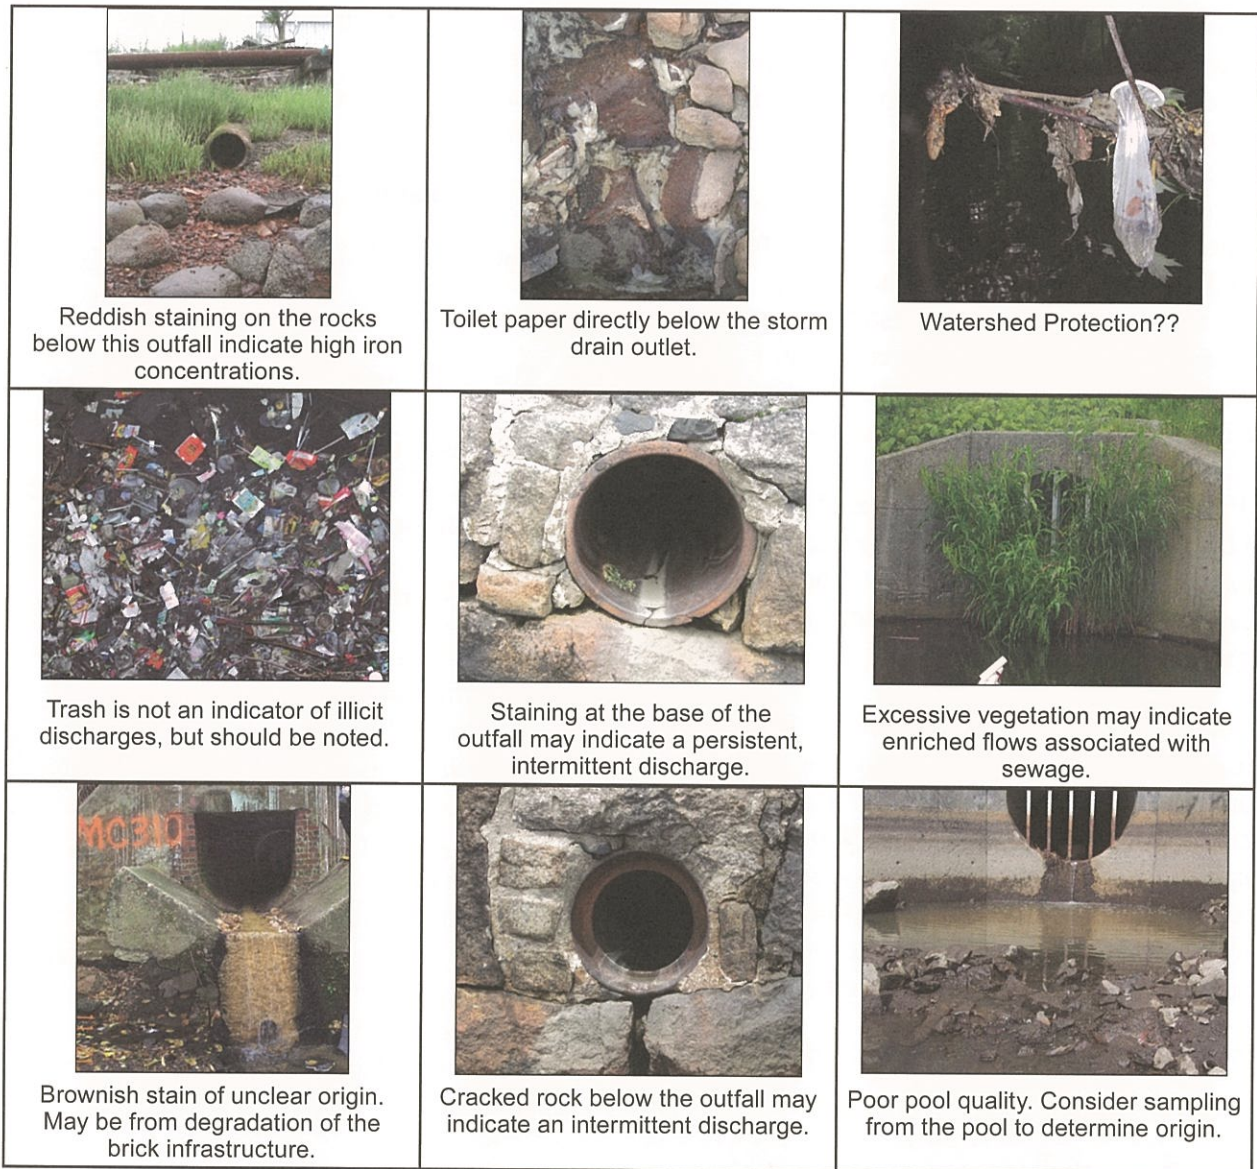 Reddish staining on the rocks
below this outfall indicate high iron
concentrations.
Toilet paper directly below the storm
drain outlet.
Watershed Protection??
Trash is not an indicator of illicit
discharges, but should be noted.
Staining at the base of the
outfall may indicate a persistent,
intermittent discharge.
Excessive vegetation may indicate
enriched flows associated with
sewage.
MC310
Brownish stain of unclear origin.
May be from degradation of the
brick infrastructure.
Cracked rock below the outfall may
indicate an intermittent discharge.
Poor pool quality. Consider sampling
from the pool to determine origin.